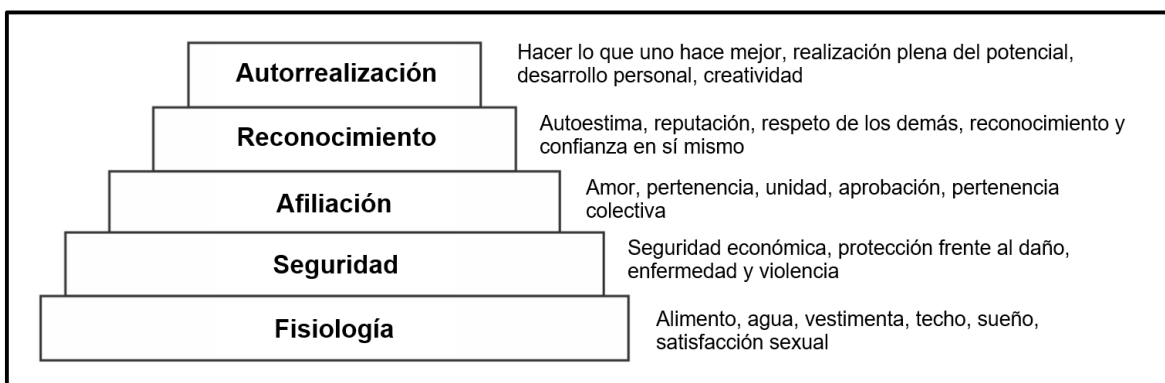 Autorrealización
Hacer lo que uno hace mejor, realización plena del potencial,
desarrollo personal, creatividad
Reconocimiento
Autoestima, reputación, respeto de los demás, reconocimiento y
confianza en sí mismo
Afiliación
Amor, pertenencia, unidad, aprobación, pertenencia
colectiva
Seguridad
Seguridad económica, protección frente al daño,
enfermedad y violencia
Fisiología
Alimento, agua, vestimenta, techo, sueño,
satisfacción sexual